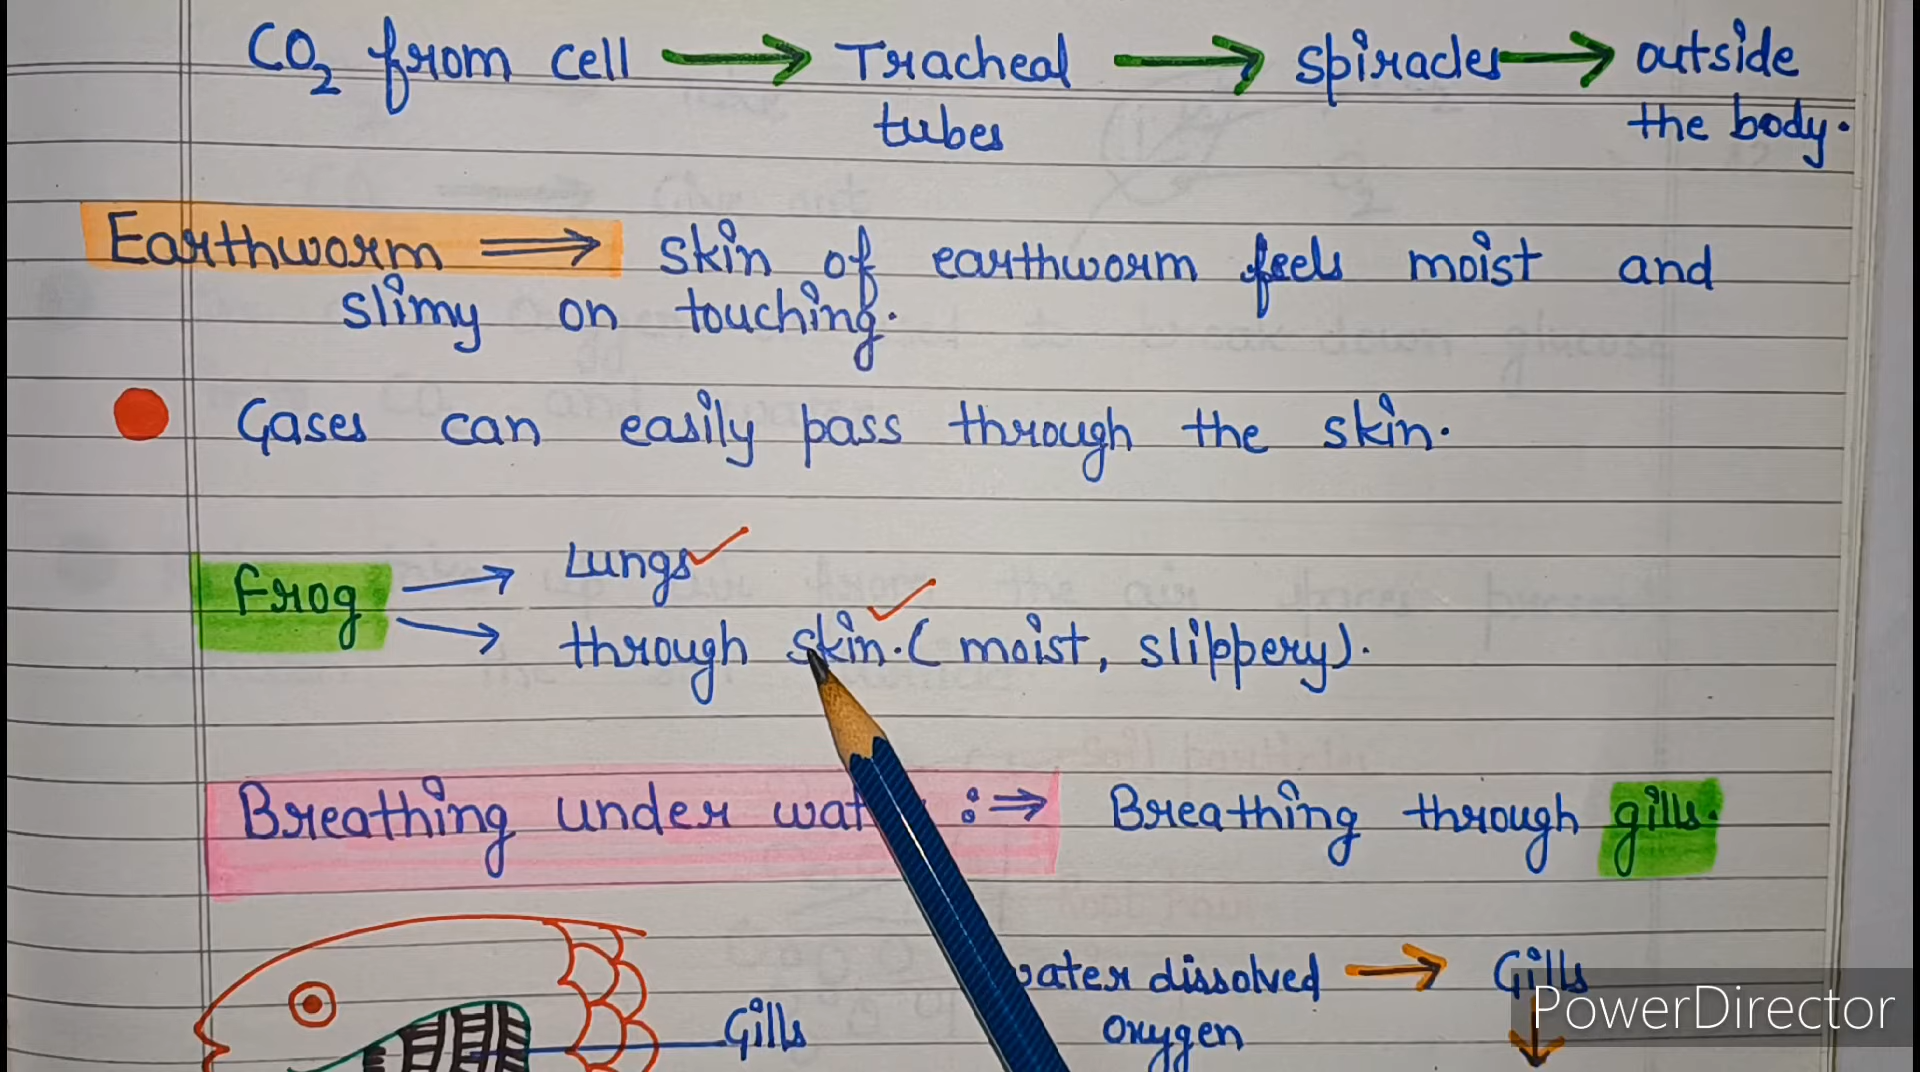 CO2 from cell → Tracheal → spiracles → outside
tubes the body.
Earthworm ⇒ skin of earthworm feels moist and
slimy on touching.
Gases can easily pass through the skin.
Frog → Lungs ✓
→ through skin. ✓ (moist, slippery).
Breathing under :⇒ Breathing through gills.
dissolved → Gills
Gills oxygen ↓
PowerDirector